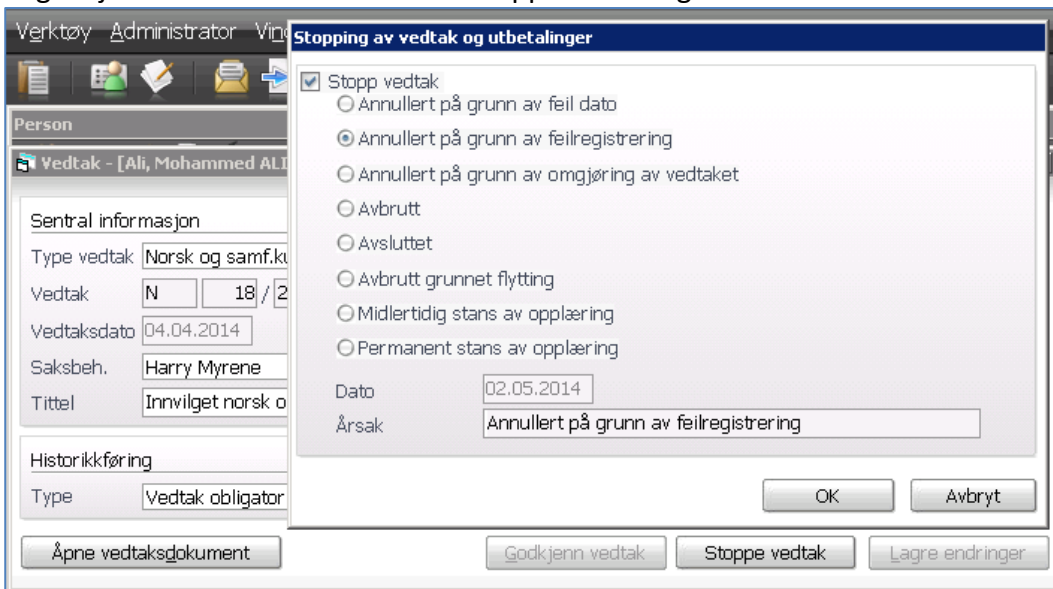 Verktøy Administrator
Person
Vedtak - [Ali, Mohammed ALI
Sentral informasjon
Type vedtak Norsk og
Vedtak N 18 / 2
Vedtaksdato 04.04.2014
Saksbeh. Harry Myrene
Tittel Innvilget norsk
Historikkføring
Type Vedtak
Åpne vedtaksdokument
Godkjenn vedtak
Stoppe vedtak
Lagre endringer
Stopping av vedtak og utbetalinger
Stopp vedtak
Annullert på grunn av feil dato
Annullert på grunn av feilregistrering
Annullert på grunn av omgjøring av vedtaket
Avbrutt
Avsluttet
Avbrutt grunnet flytting
Midlertidig stans av opplæring
Permanent stans av opplæring
Dato 02.05.2014
Årsak Annullert på grunn av feilregistrering
OK Avbryt